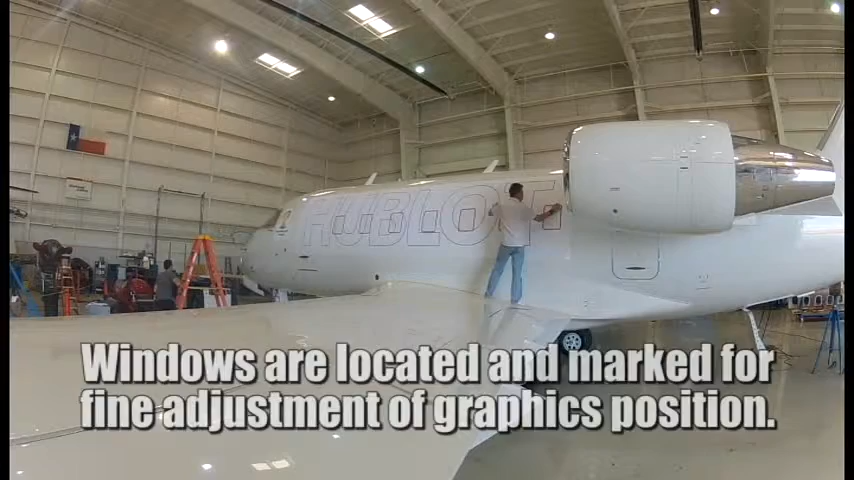 HUBLOT
Windows are located and marked for
fine adjustment of graphics position.